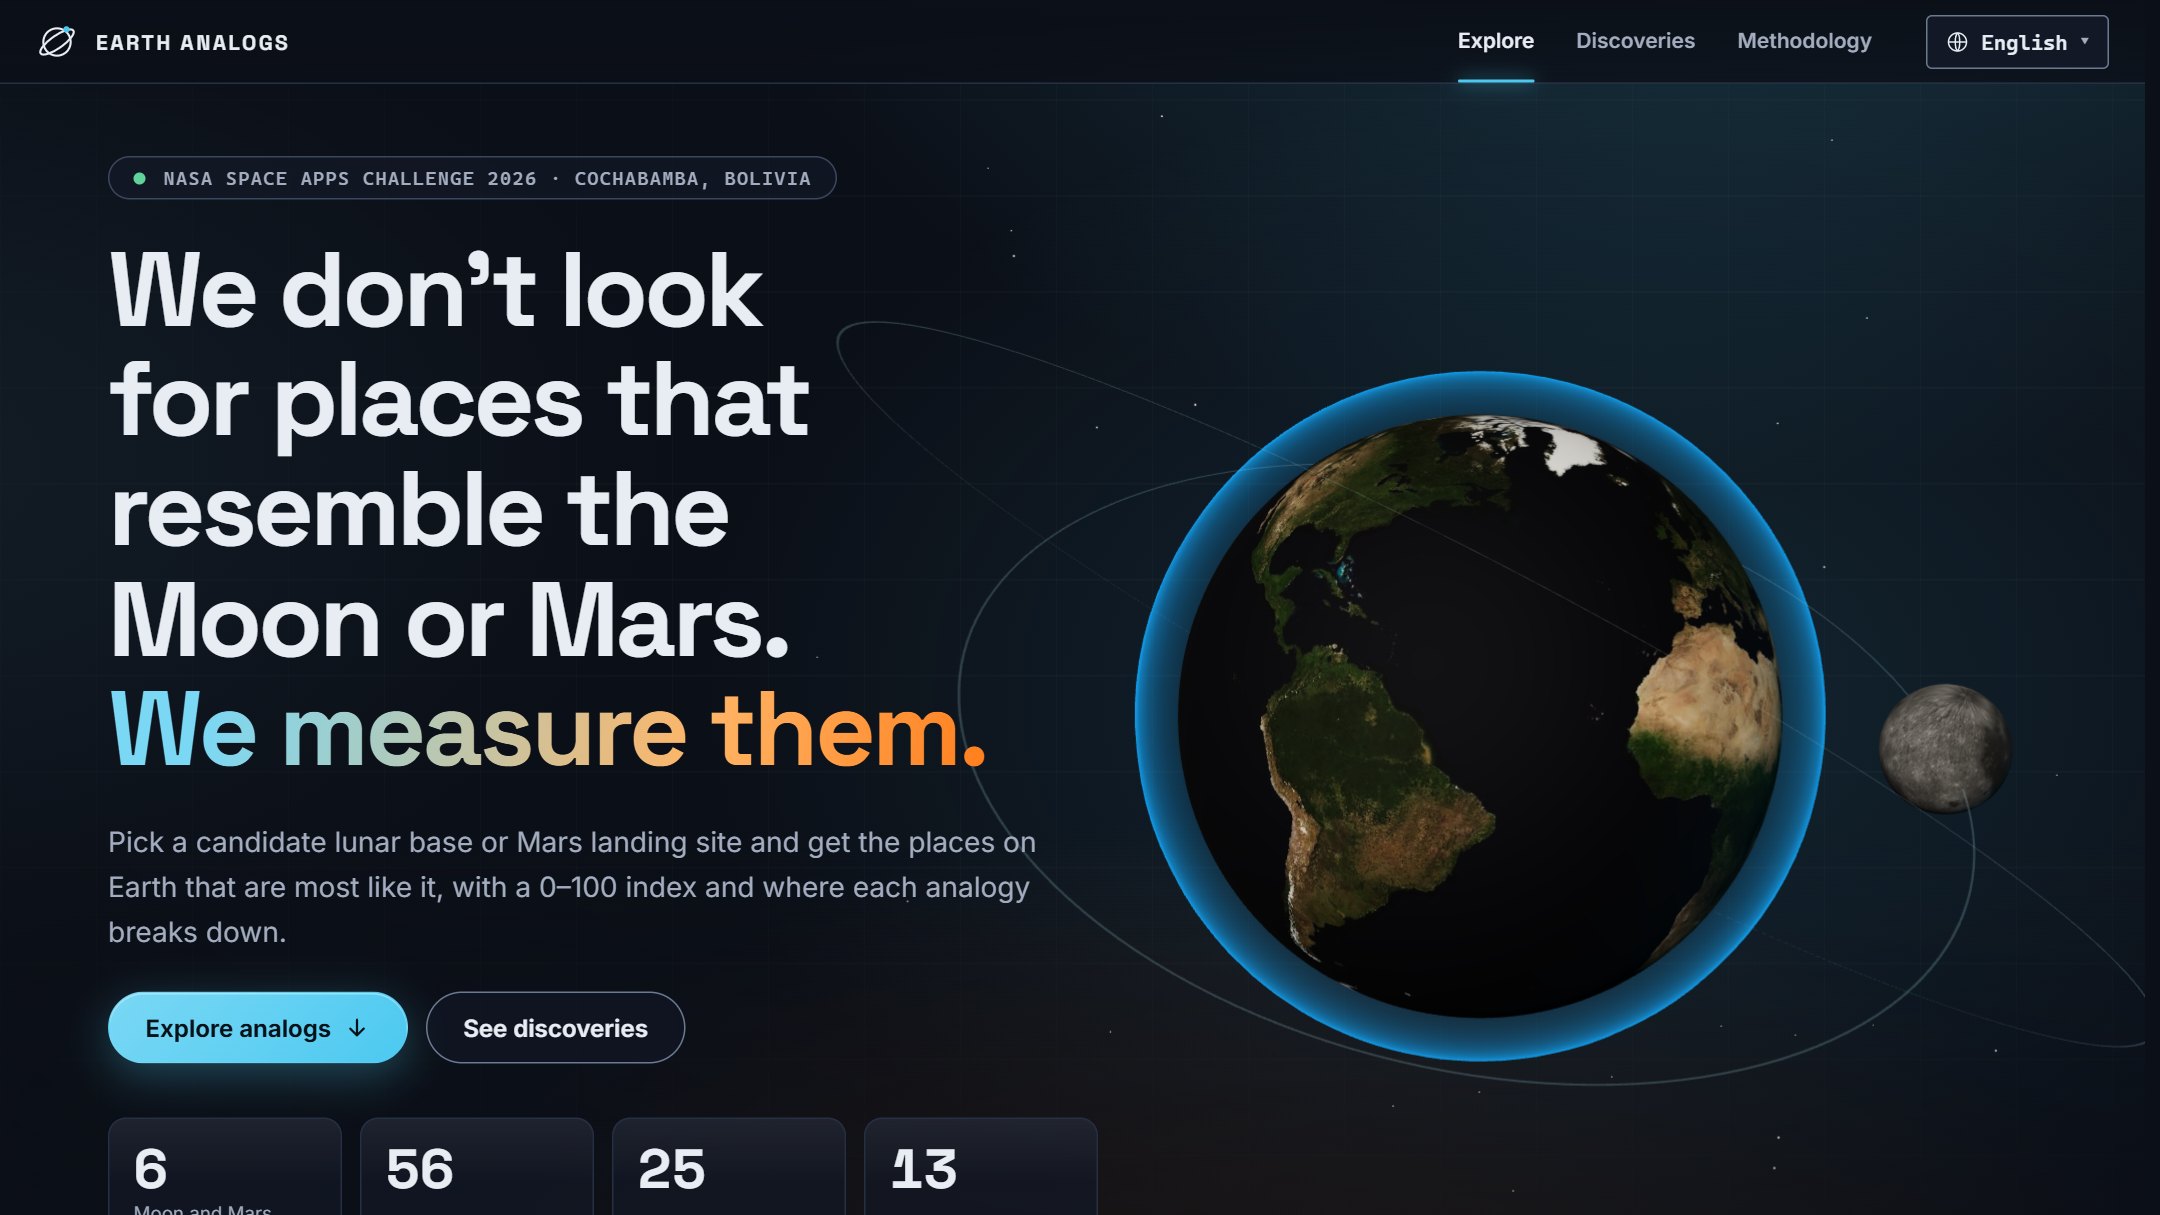 EARTH ANALOGS
Explore
Discoveries
Methodology
English
NASA SPACE APPS CHALLENGE 2026 · COCHABAMBA, BOLIVIA
We don’t look
for places that
resemble the
Moon or Mars.
We measure them.
Pick a candidate lunar base or Mars landing site and get the places on
Earth that are most like it, with a 0–100 index and where each analogy
breaks down.
Explore analogs ↓
See discoveries
6
56
25
13
Moon and Mars